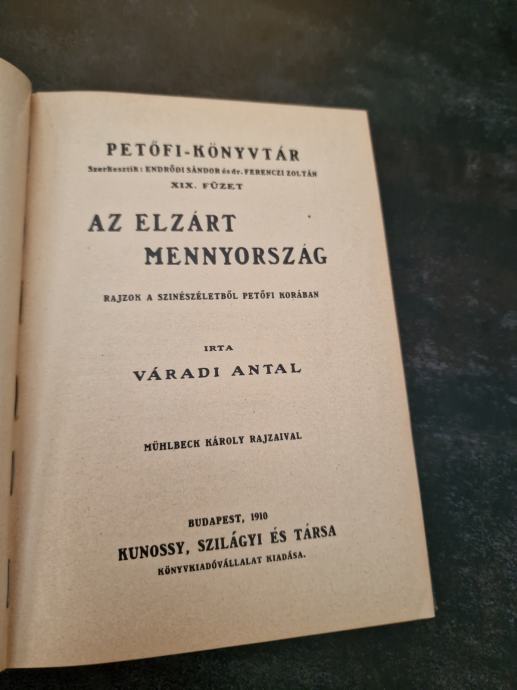 PETŐFI-KÖNYVTÁR
Szerkesztik: ENDRŐDI SÁNDOR és dr. FERENCZI ZOLTÁN
XIX. FÜZET
AZ ELZÁRT
MENNYORSZÁG
RAJZOK A SZINÉSZÉLETBŐL PETŐFI KORÁBAN
IRTA
VÁRADI ANTAL
MÜHLBECK KÁROLY RAJZAIVAL
BUDAPEST, 1910
KUNOSSY, SZILÁGYI ÉS TÁRSA
KÖNYVKIADÓVÁLLALAT KIADÁSA.